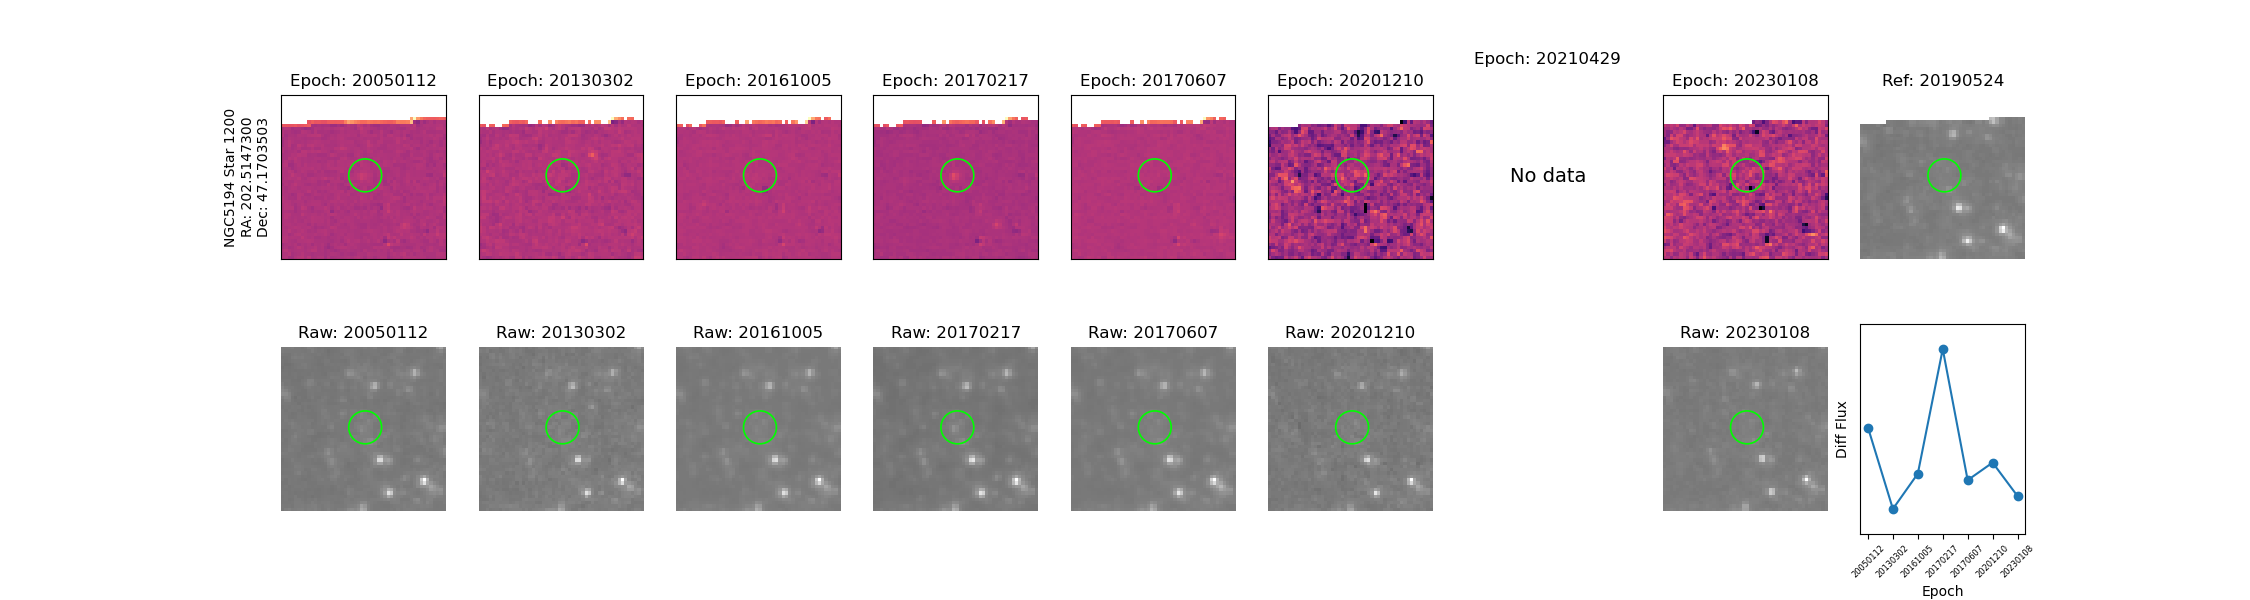 Epoch: 20210429
Epoch: 20050112
Epoch: 20130302
Epoch: 20161005
Epoch: 20170217
Epoch: 20170607
Epoch: 20201210
Epoch: 20230108
Ref: 20190524
NGC5194 Star 1200
RA: 202.5147300
Dec: 47.1703503
No data
Raw: 20050112
Raw: 20130302
Raw: 20161005
Raw: 20170217
Raw: 20170607
Raw: 20201210
Raw: 20230108
Diff Flux
20050112
20130302
20161005
20170217
20170607
20201210
20230108
Epoch